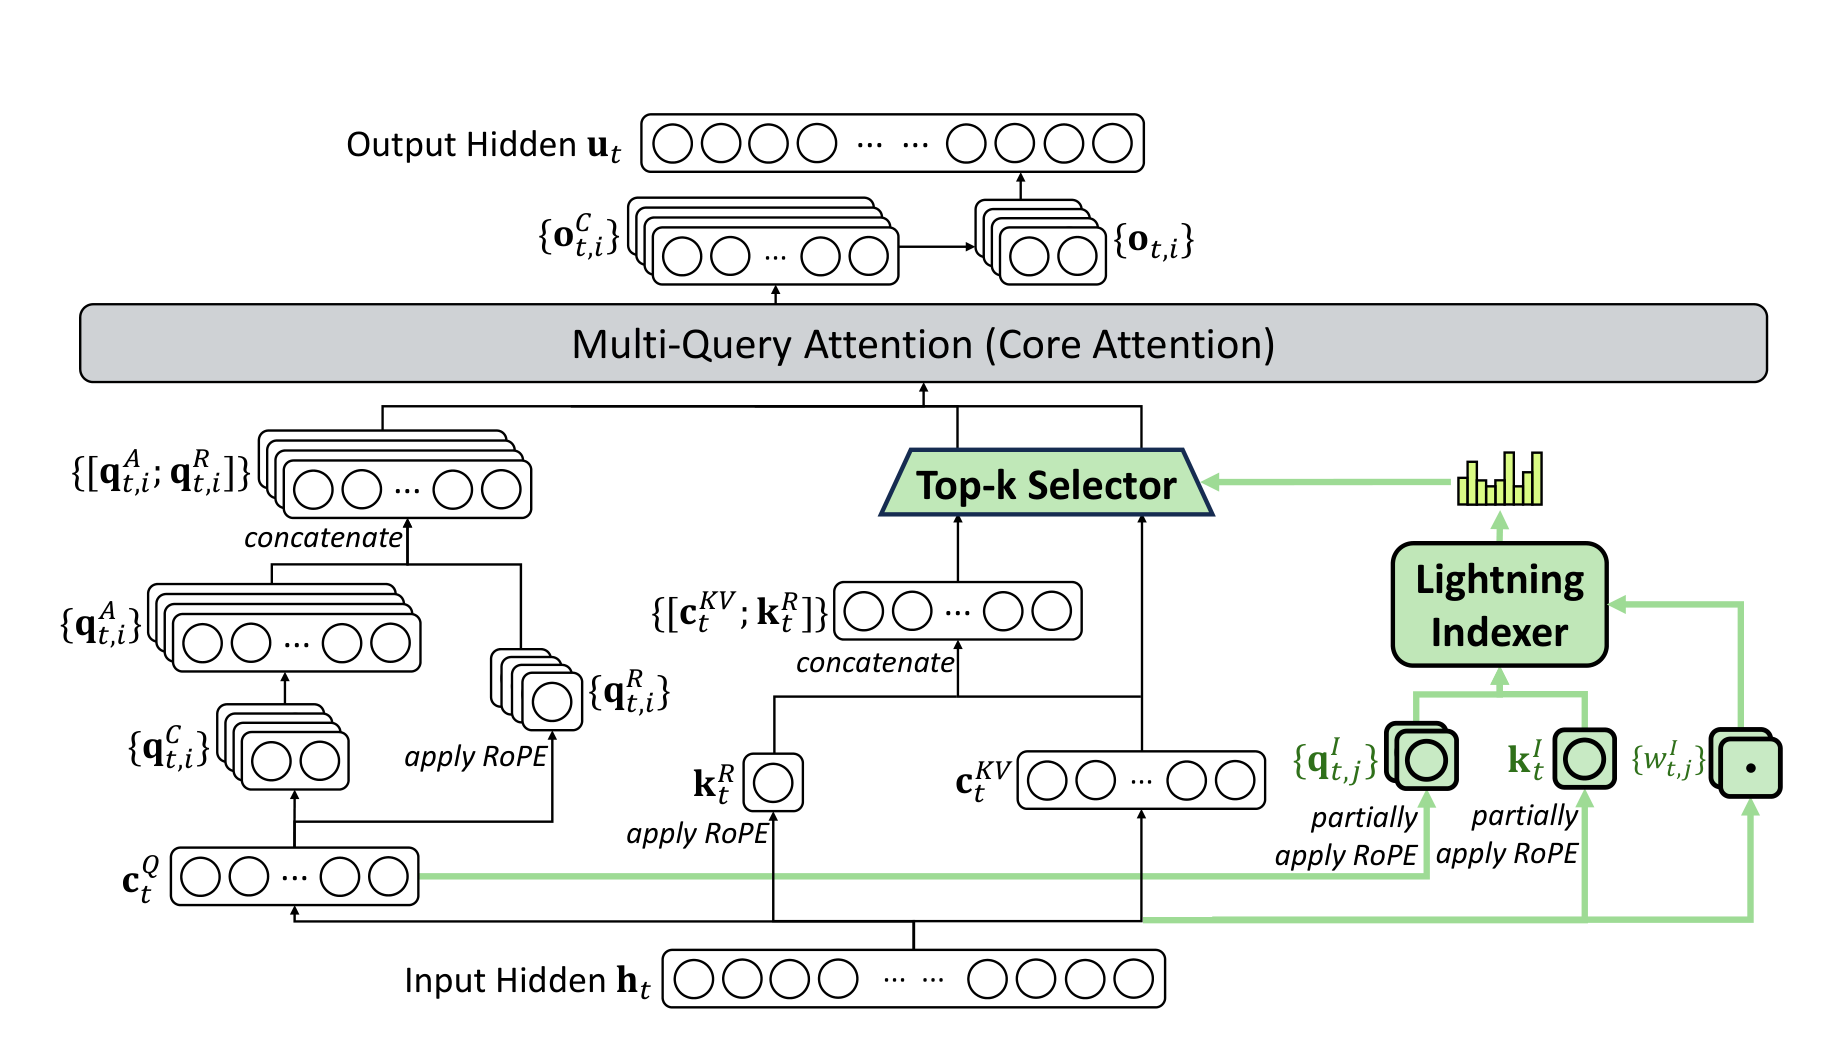 Output Hidden 𝐮_t
{𝐨^C_{t,i}}
{𝐨_{t,i}}
Multi-Query Attention (Core Attention)
{[𝐪^A_{t,i}; 𝐪^R_{t,i}]}
concatenate
Top-k Selector
{𝐪^A_{t,i}}
{𝐪^R_{t,i}}
{[𝐜^{KV}_t; 𝐤^R_t]}
concatenate
Lightning
Indexer
{𝐪^C_{t,i}}
apply RoPE
𝐤^R_t
apply RoPE
𝐜^{KV}_t
{𝐪^I_{t,j}}
partially
apply RoPE
𝐤^I_t
partially
apply RoPE
{w^I_{t,j}}
𝐜^Q_t
Input Hidden 𝐡_t